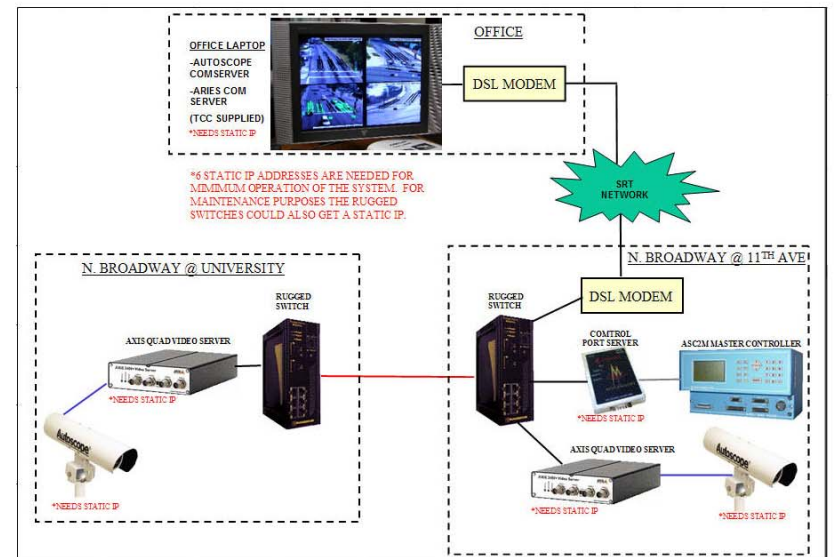 OFFICE
OFFICE LAPTOP
-AUTOSCOPE
COMSERVER
-ARIES COM
SERVER
(TCC SUPPLIED)
*NEEDS STATIC IP
DSL MODEM
*6 STATIC IP ADDRESSES ARE NEEDED FOR
MIMIMUM OPERATION OF THE SYSTEM. FOR
MAINTENANCE PURPOSES THE RUGGED
SWITCHES COULD ALSO GET A STATIC IP.
SRT
NETWORK
N. BROADWAY @ UNIVERSITY
RUGGED
SWITCH
AXIS QUAD VIDEO SERVER
*NEEDS STATIC IP
Autoscope
*NEEDS STATIC IP
N. BROADWAY @ 11TH AVE
DSL MODEM
RUGGED
SWITCH
COMTROL
PORT SERVER
*NEEDS STATIC IP
ASC2M MASTER CONTROLLER
AXIS QUAD VIDEO SERVER
*NEEDS STATIC IP
Autoscope
*NEEDS STATIC IP